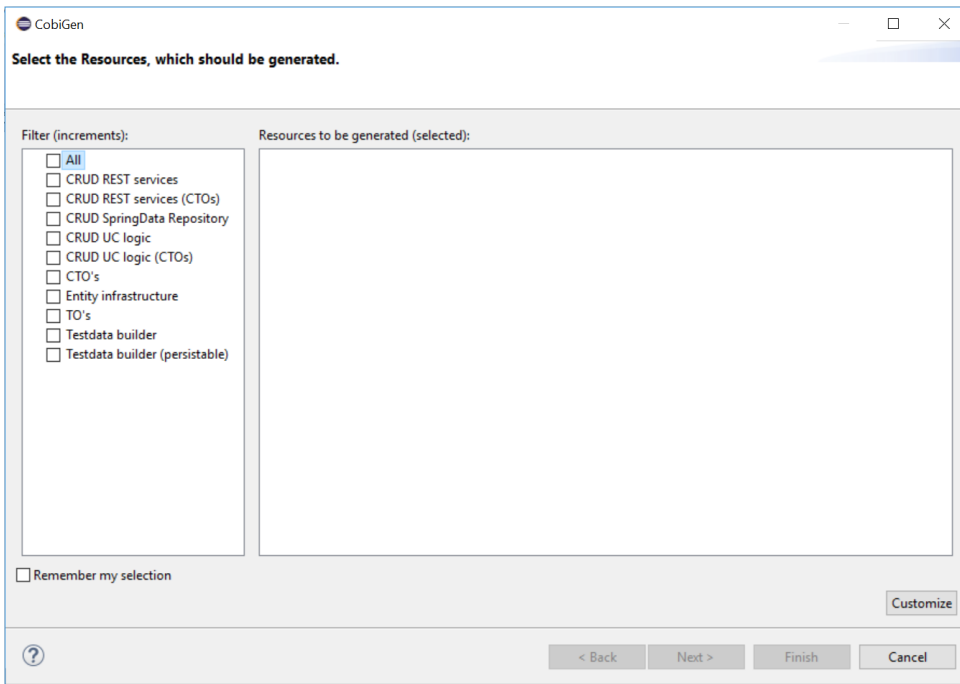 CobiGen
Select the Resources, which should be generated.
Filter (increments):
Resources to be generated (selected):
All
CRUD REST services
CRUD REST services (CTOs)
CRUD SpringData Repository
CRUD UC logic
CRUD UC logic (CTOs)
CTO's
Entity infrastructure
TO's
Testdata builder
Testdata builder (persistable)
Remember my selection
Customize
?
< Back
Next >
Finish
Cancel